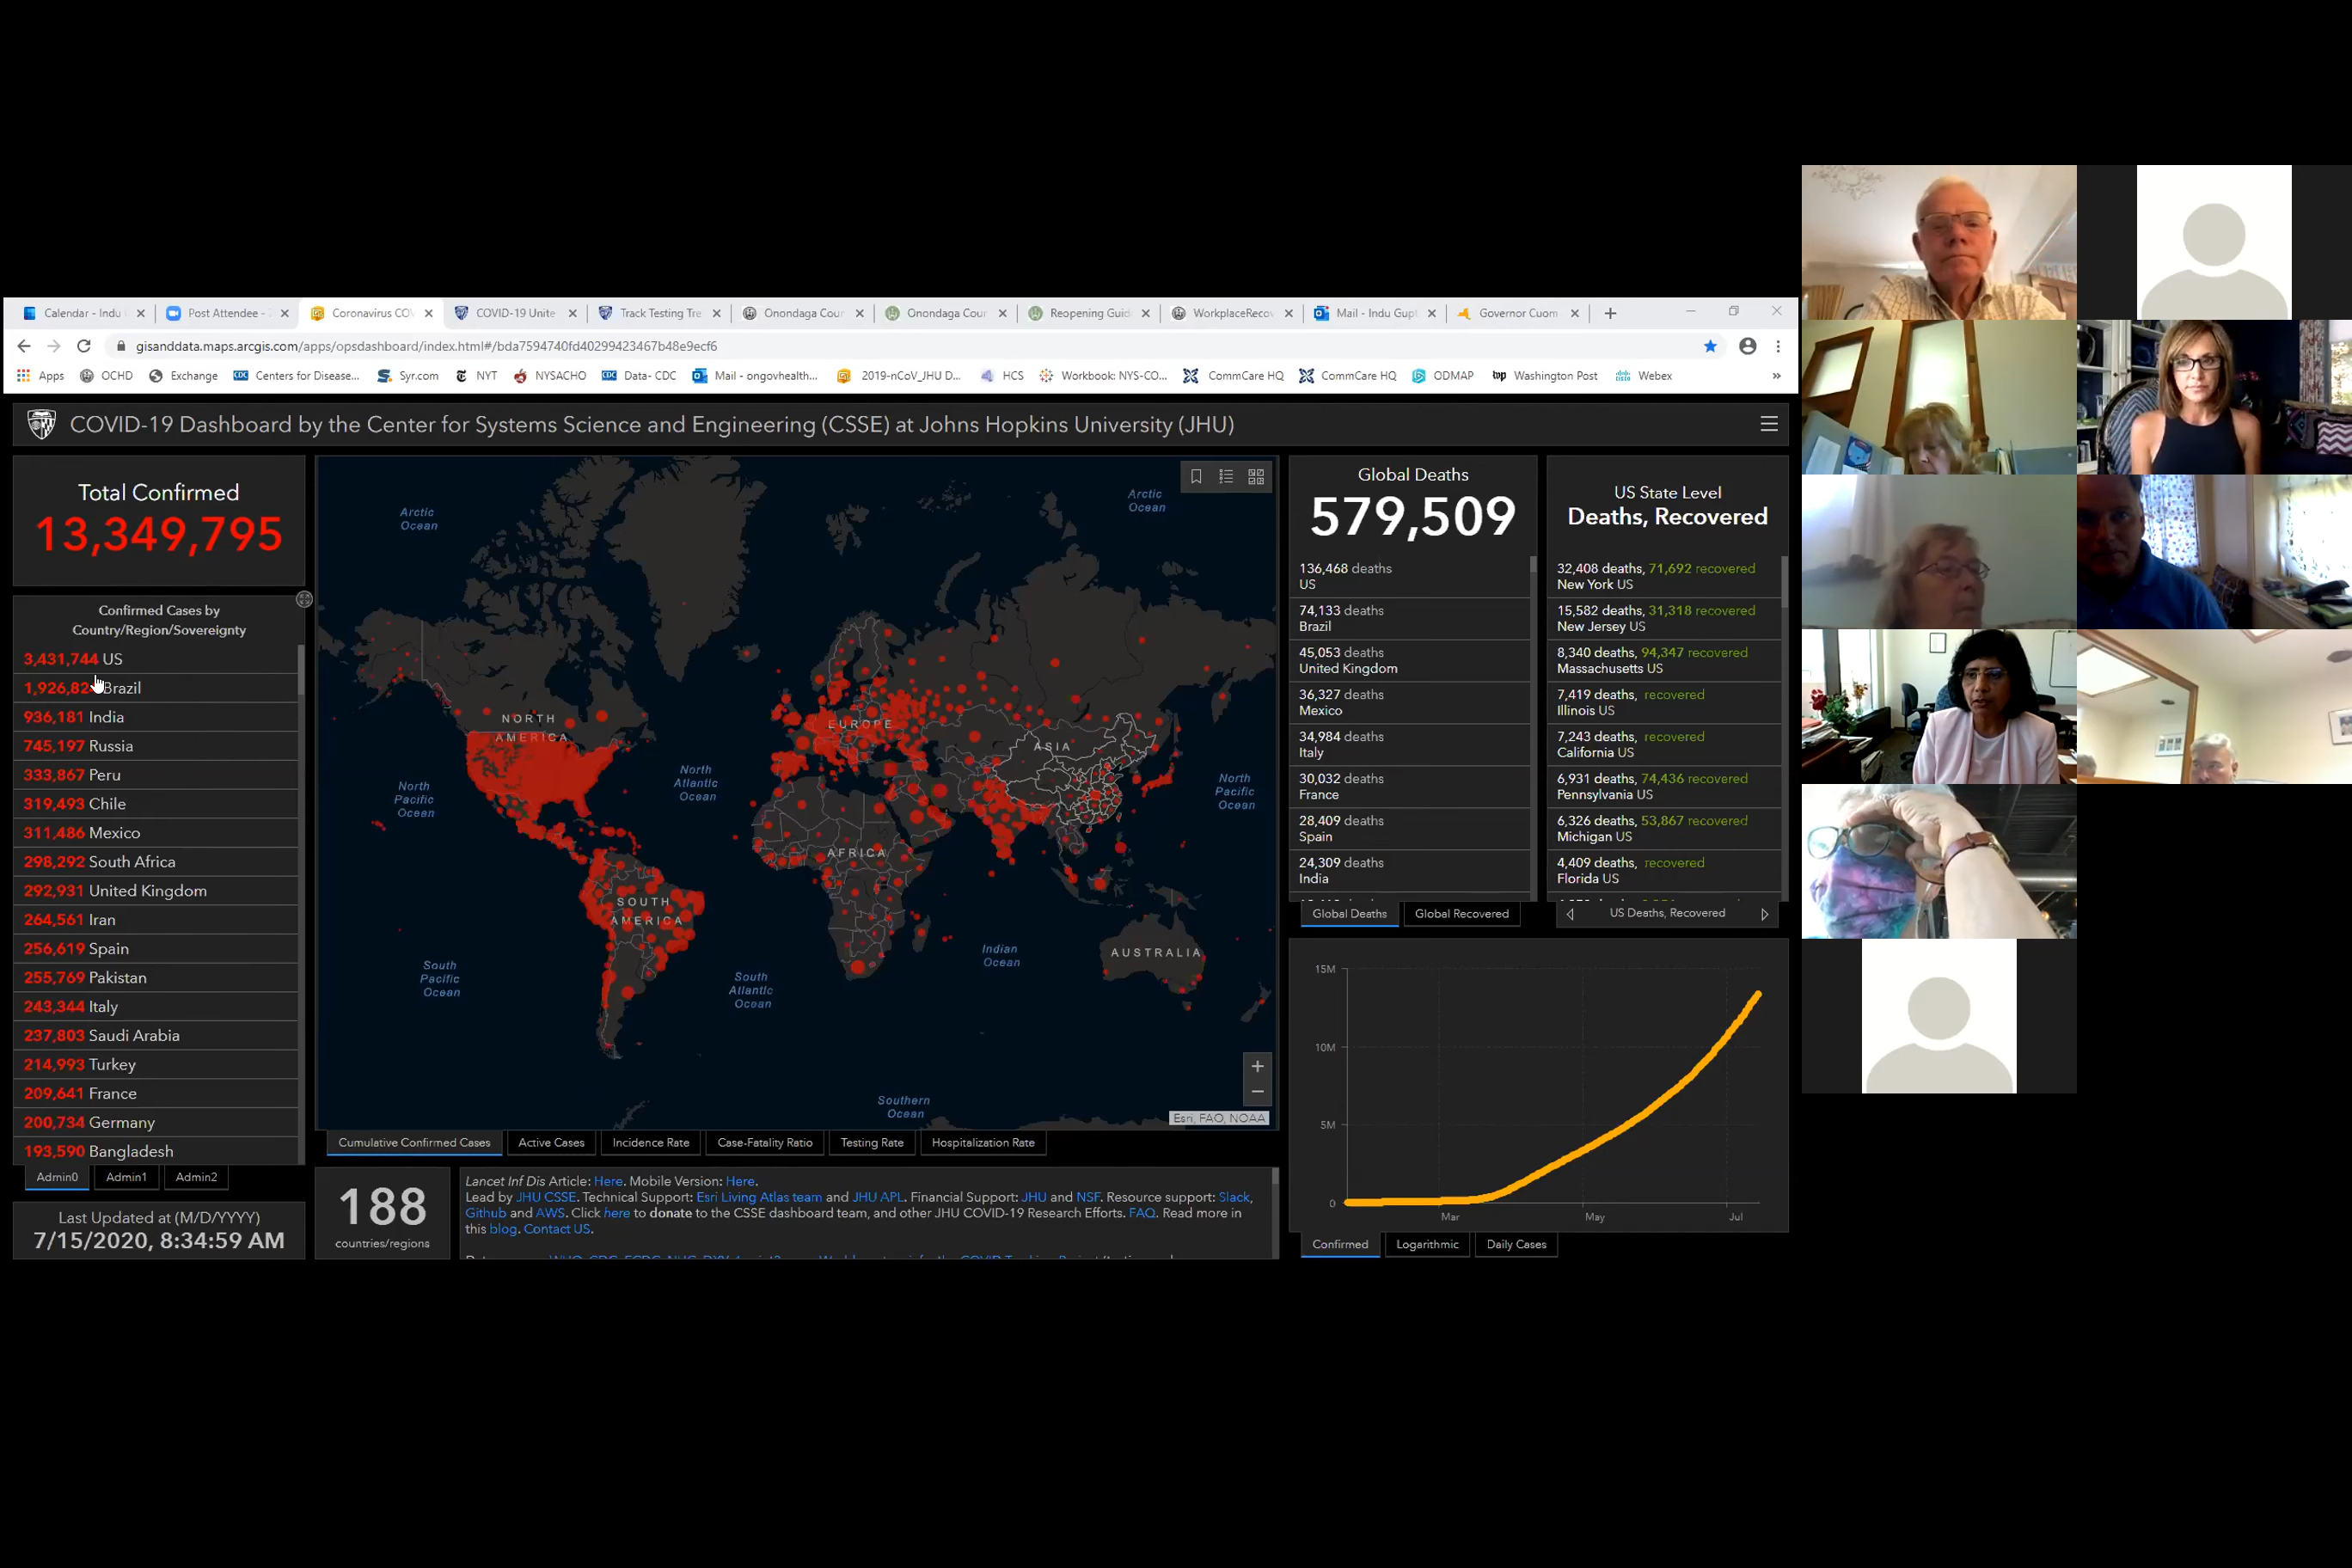 Calendar - Indu
Post Attendee -
Coronavirus CO
COVID-19 Unite
Track Testing Tre
Onondaga Cour
Onondaga Cour
Reopening Guid
WorkplaceRecov
Mail - Indu Gupt
Governor Cuom
gisanddata.maps.arcgis.com/apps/opsdashboard/index.html#/bda7594740fd40299423467b48e9ecf6
Apps
OCHD
Exchange
CDC Centers for Disease...
Syr.com
NYT
NYSACHO
CDC Data- CDC
Mail - ongovhealth...
2019-nCoV_JHU D...
HCS
Workbook: NYS-CO...
CommCare HQ
CommCare HQ
ODMAP
wp Washington Post
Webex
»
COVID-19 Dashboard by the Center for Systems Science and Engineering (CSSE) at Johns Hopkins University (JHU)
Total Confirmed
13,349,795
Confirmed Cases by
Country/Region/Sovereignty
3,431,744 US
Brazil
936,181 India
745,197 Russia
333,867 Peru
319,493 Chile
311,486 Mexico
298,292 South Africa
292,931 United Kingdom
264,561 Iran
256,619 Spain
255,769 Pakistan
243,344 Italy
237,803 Saudi Arabia
214,993 Turkey
209,641 France
200,734 Germany
193,590 Bangladesh
Admin0
Admin1
Admin2
Last Updated at (M/D/YYYY)
7/15/2020, 8:34:59 AM
Arctic
Ocean
Arctic
Ocean
NORTH
AMERICA
EUROPE
ASIA
North
Pacific
Ocean
North
Atlantic
Ocean
North
Pacific
Ocean
AFRICA
SOUTH
AMERICA
Indian
Ocean
AUSTRALIA
South
Pacific
Ocean
South
Atlantic
Ocean
Southern
Ocean
+
−
Esri, FAO, NOAA
Cumulative Confirmed Cases
Active Cases
Incidence Rate
Case-Fatality Ratio
Testing Rate
Hospitalization Rate
188
countries/regions
Lancet Inf Dis Article: Here. Mobile Version: Here.
Lead by JHU CSSE. Technical Support: Esri Living Atlas team and JHU APL. Financial Support: JHU and NSF. Resource support: Slack,
Github and AWS. Click here to donate to the CSSE dashboard team, and other JHU COVID-19 Research Efforts. FAQ. Read more in
this blog. Contact US.
Global Deaths
579,509
136,468 deaths
US
74,133 deaths
Brazil
45,053 deaths
United Kingdom
36,327 deaths
Mexico
34,984 deaths
Italy
30,032 deaths
France
28,409 deaths
Spain
24,309 deaths
India
Global Deaths
Global Recovered
US State Level
Deaths, Recovered
32,408 deaths, 71,692 recovered
New York US
15,582 deaths, 31,318 recovered
New Jersey US
8,340 deaths, 94,347 recovered
Massachusetts US
7,419 deaths, recovered
Illinois US
7,243 deaths, recovered
California US
6,931 deaths, 74,436 recovered
Pennsylvania US
6,326 deaths, 53,867 recovered
Michigan US
4,409 deaths, recovered
Florida US
US Deaths, Recovered
15M
10M
5M
0
Mar
May
Jul
Confirmed
Logarithmic
Daily Cases